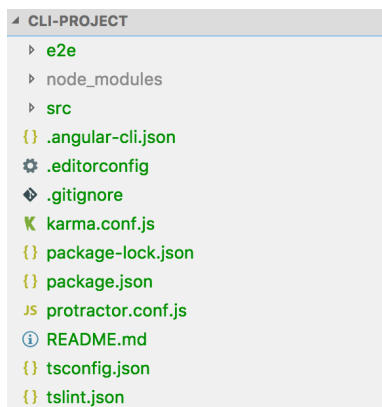 CLI-PROJECT
e2e
node_modules
src
{} .angular-cli.json
.editorconfig
.gitignore
karma.conf.js
{} package-lock.json
{} package.json
JS protractor.conf.js
README.md
{} tsconfig.json
{} tslint.json